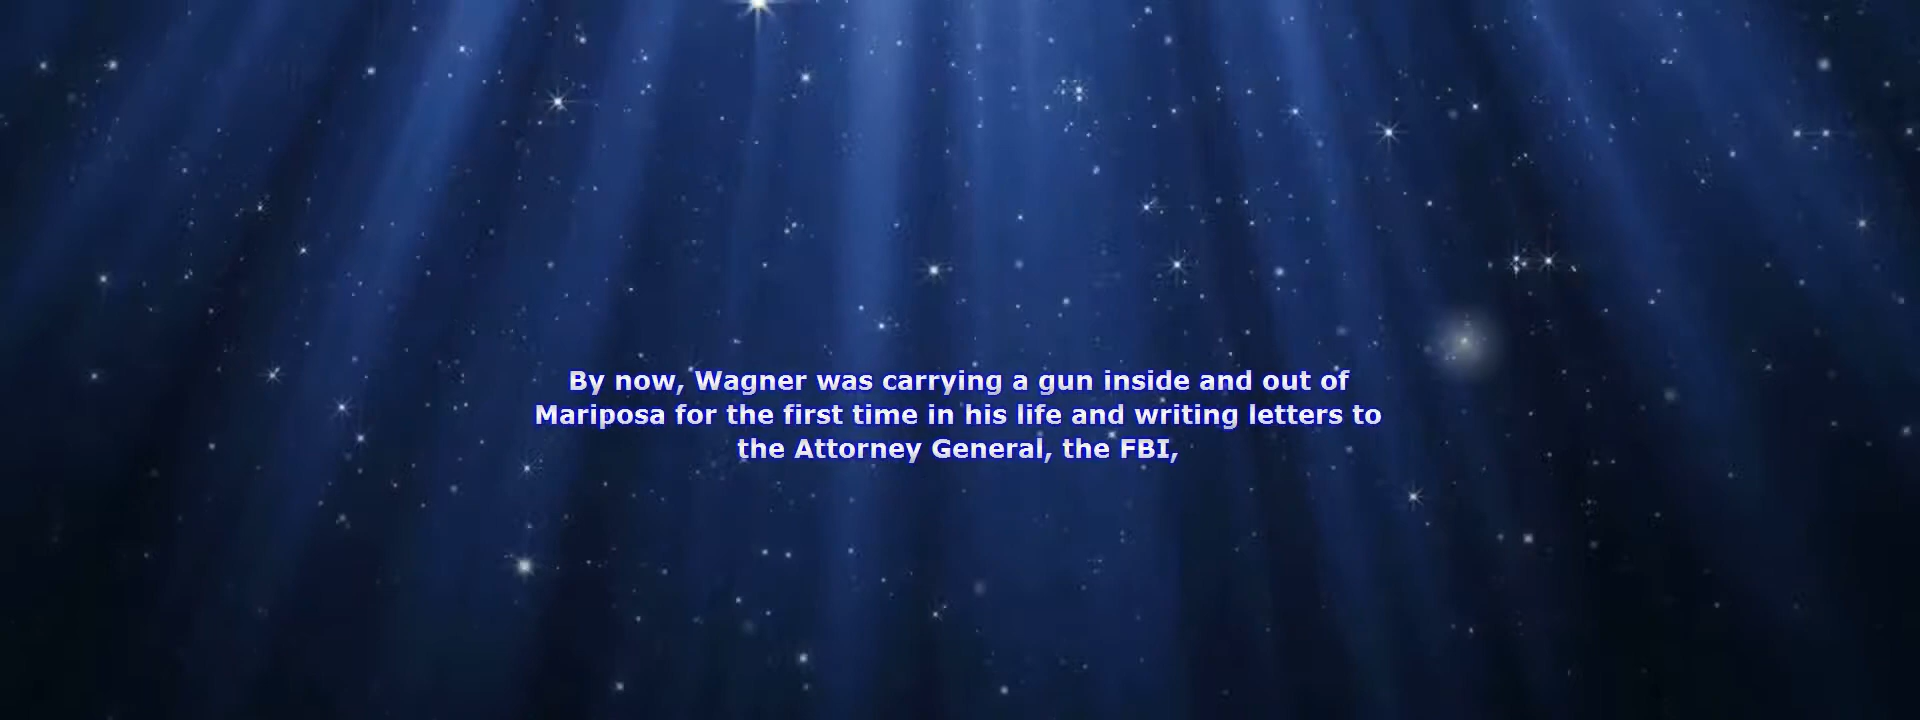 By now, Wagner was carrying a gun inside and out of
Mariposa for the first time in his life and writing letters to
the Attorney General, the FBI,